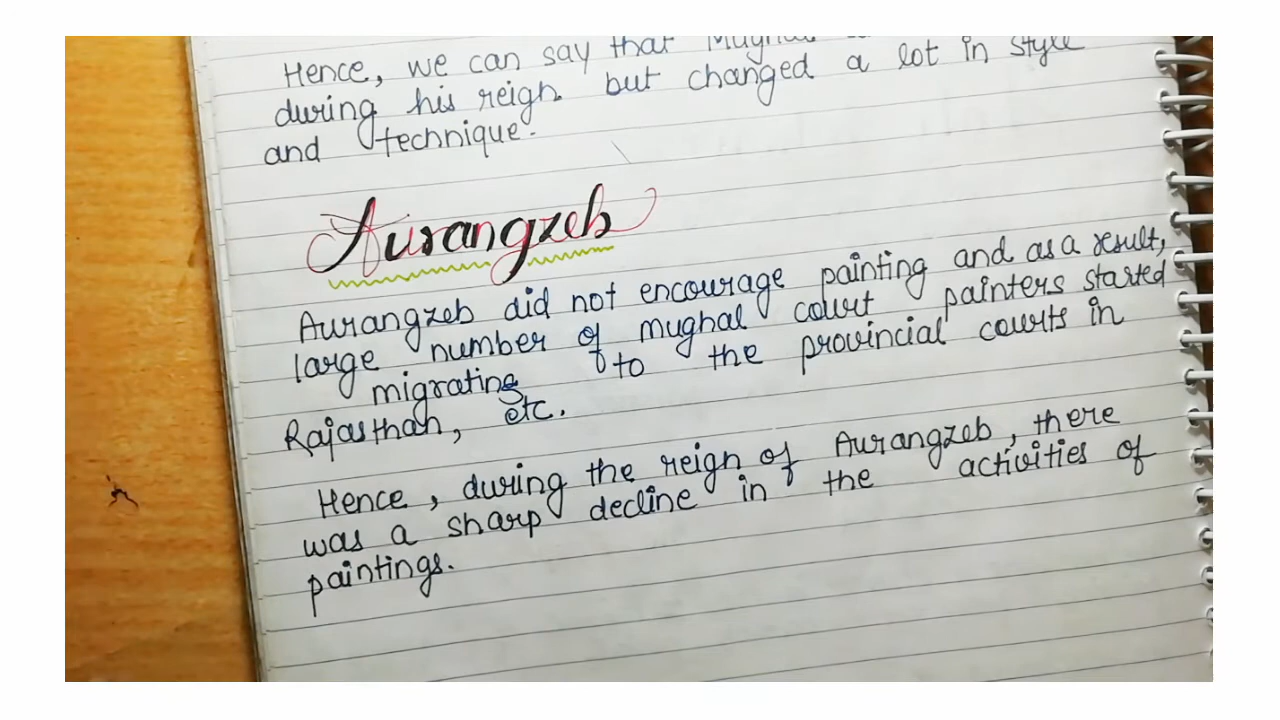 Hence, we can say that Mughal
during his reign but changed a lot in style
and technique.
Aurangzeb
Aurangzeb did not encourage painting and as a result,
large number of mughal court painters started
migrating to the provincial courts in
Rajasthan, etc.
Hence, during the reign of Aurangzeb, there
was a sharp decline in the activities of
paintings.